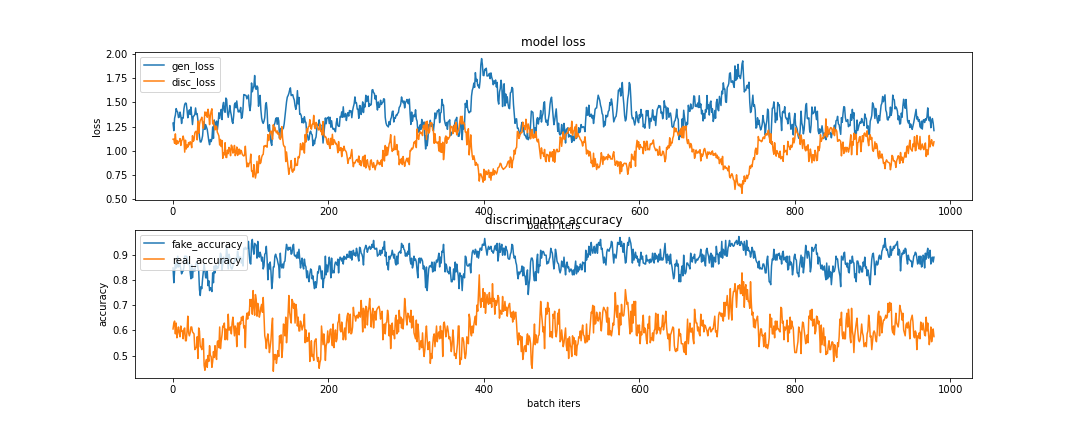 model loss
2.00
1.75
1.50
1.25
1.00
0.75
0.50
loss
gen_loss
disc_loss
0 200 400 600 800 1000
batch iters
discriminator accuracy
0.9
0.8
0.7
0.6
0.5
accuracy
fake_accuracy
real_accuracy
0 200 400 600 800 1000
batch iters